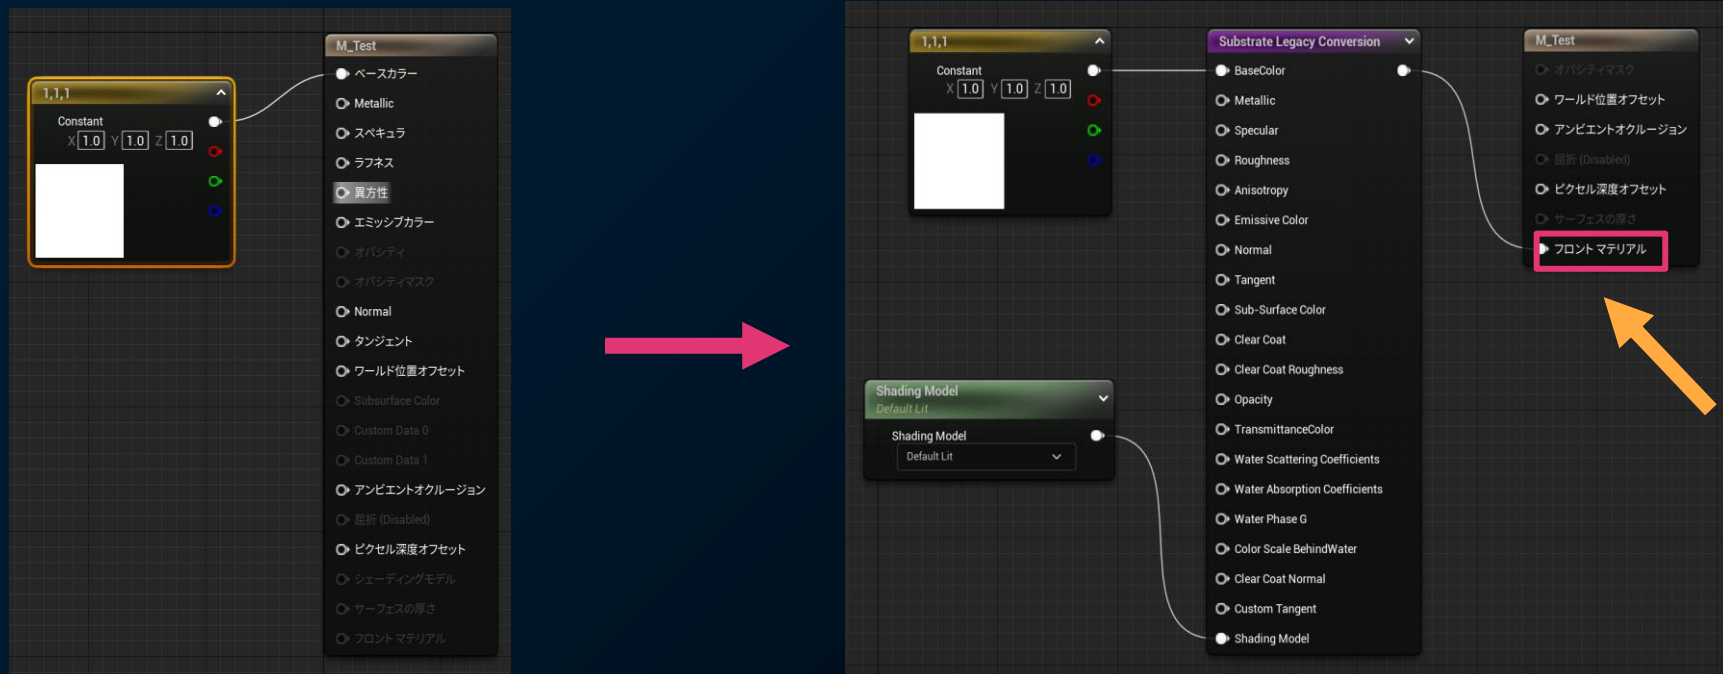 1,1,1
Constant
X 1.0 Y 1.0 Z 1.0
M_Test
ベースカラー
Metallic
スペキュラ
ラフネス
異方性
エミッシブカラー
オパシティ
オパシティマスク
Normal
タンジェント
ワールド位置オフセット
Subsurface Color
Custom Data 0
Custom Data 1
アンビエントオクルージョン
屈折 (Disabled)
ピクセル深度オフセット
シェーディングモデル
サーフェスの厚さ
フロント マテリアル
1,1,1
Constant
X 1.0 Y 1.0 Z 1.0
Shading Model
Default Lit
Shading Model
Default Lit
Substrate Legacy Conversion
BaseColor
Metallic
Specular
Roughness
Anisotropy
Emissive Color
Normal
Tangent
Sub-Surface Color
Clear Coat
Clear Coat Roughness
Opacity
TransmittanceColor
Water Scattering Coefficients
Water Absorption Coefficients
Water Phase G
Color Scale BehindWater
Clear Coat Normal
Custom Tangent
Shading Model
M_Test
オパシティマスク
ワールド位置オフセット
アンビエントオクルージョン
屈折 (Disabled)
ピクセル深度オフセット
サーフェスの厚さ
フロント マテリアル